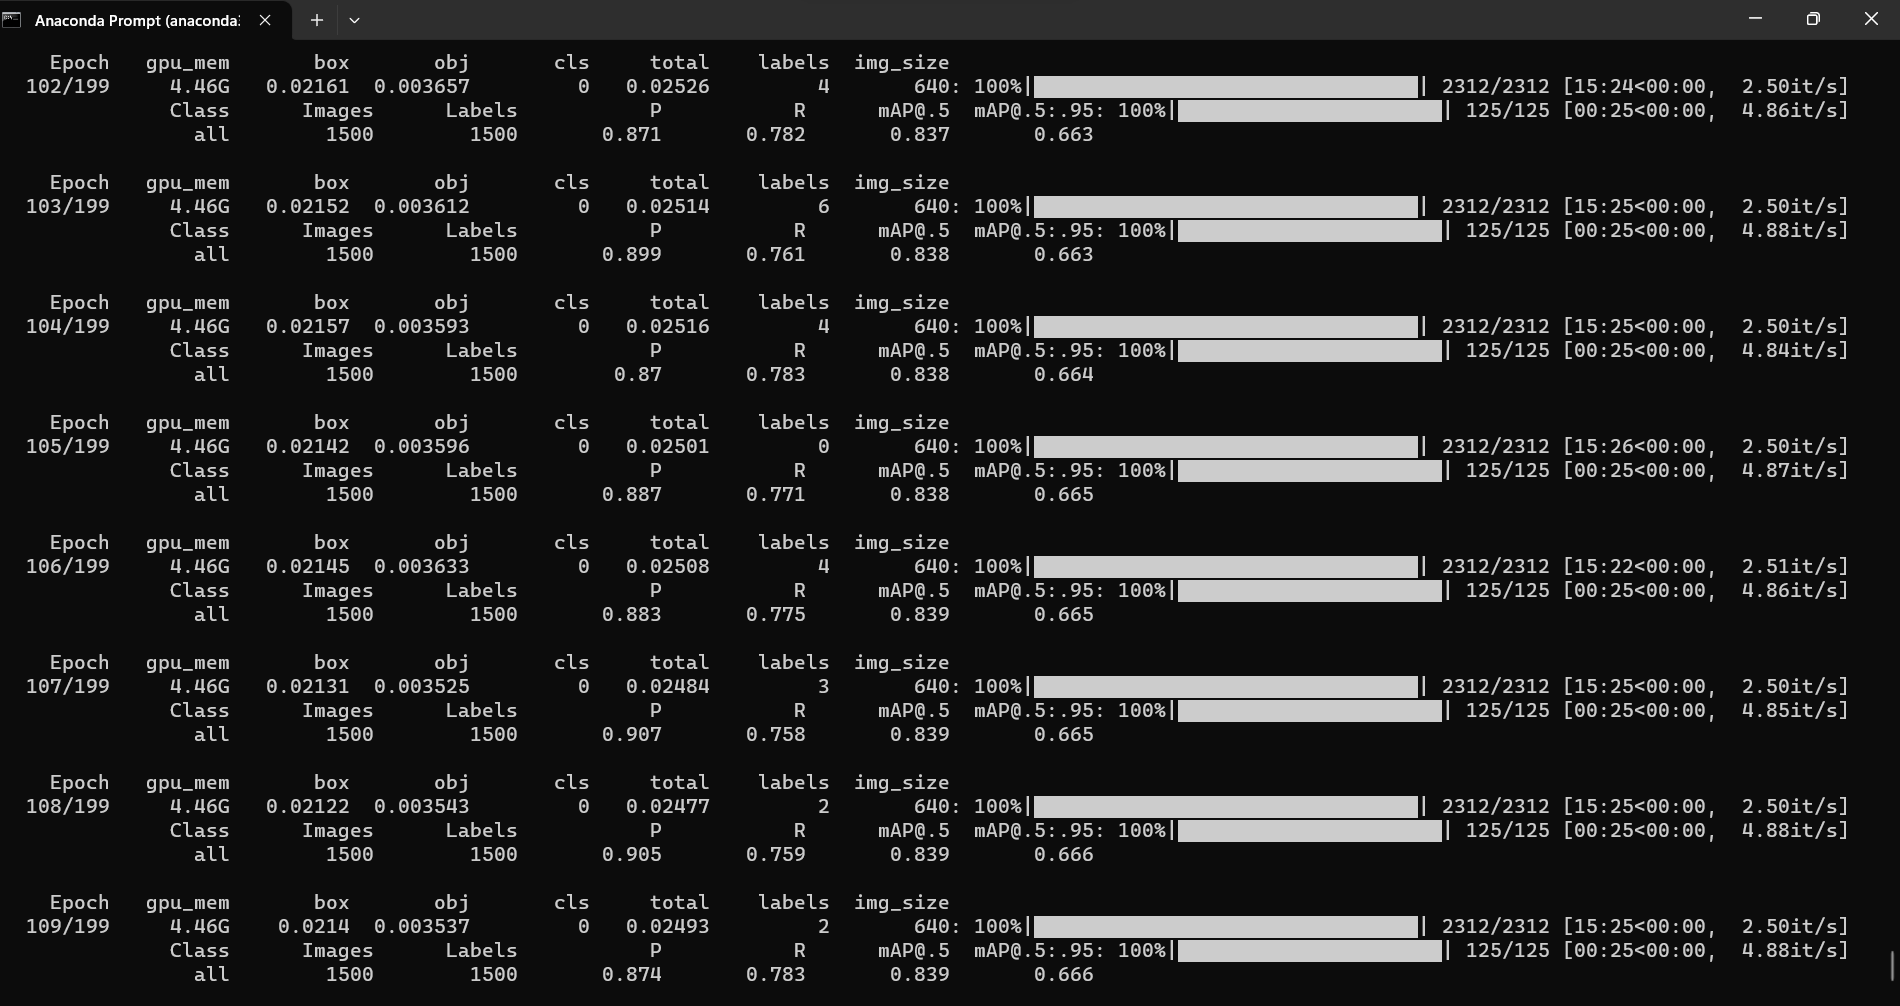 Anaconda Prompt (anaconda:
Epoch gpu_mem box obj cls total labels img_size
102/199 4.46G 0.02161 0.003657 0 0.02526 4 640: 100%| | 2312/2312 [15:24<00:00, 2.50it/s]
Class Images Labels P R mAP@.5 mAP@.5:.95: 100%| | 125/125 [00:25<00:00, 4.86it/s]
all 1500 1500 0.871 0.782 0.837 0.663
Epoch gpu_mem box obj cls total labels img_size
103/199 4.46G 0.02152 0.003612 0 0.02514 6 640: 100%| | 2312/2312 [15:25<00:00, 2.50it/s]
Class Images Labels P R mAP@.5 mAP@.5:.95: 100%| | 125/125 [00:25<00:00, 4.88it/s]
all 1500 1500 0.899 0.761 0.838 0.663
Epoch gpu_mem box obj cls total labels img_size
104/199 4.46G 0.02157 0.003593 0 0.02516 4 640: 100%| | 2312/2312 [15:25<00:00, 2.50it/s]
Class Images Labels P R mAP@.5 mAP@.5:.95: 100%| | 125/125 [00:25<00:00, 4.84it/s]
all 1500 1500 0.87 0.783 0.838 0.664
Epoch gpu_mem box obj cls total labels img_size
105/199 4.46G 0.02142 0.003596 0 0.02501 0 640: 100%| | 2312/2312 [15:26<00:00, 2.50it/s]
Class Images Labels P R mAP@.5 mAP@.5:.95: 100%| | 125/125 [00:25<00:00, 4.87it/s]
all 1500 1500 0.887 0.771 0.838 0.665
Epoch gpu_mem box obj cls total labels img_size
106/199 4.46G 0.02145 0.003633 0 0.02508 4 640: 100%| | 2312/2312 [15:22<00:00, 2.51it/s]
Class Images Labels P R mAP@.5 mAP@.5:.95: 100%| | 125/125 [00:25<00:00, 4.86it/s]
all 1500 1500 0.883 0.775 0.839 0.665
Epoch gpu_mem box obj cls total labels img_size
107/199 4.46G 0.02131 0.003525 0 0.02484 3 640: 100%| | 2312/2312 [15:25<00:00, 2.50it/s]
Class Images Labels P R mAP@.5 mAP@.5:.95: 100%| | 125/125 [00:25<00:00, 4.85it/s]
all 1500 1500 0.907 0.758 0.839 0.665
Epoch gpu_mem box obj cls total labels img_size
108/199 4.46G 0.02122 0.003543 0 0.02477 2 640: 100%| | 2312/2312 [15:25<00:00, 2.50it/s]
Class Images Labels P R mAP@.5 mAP@.5:.95: 100%| | 125/125 [00:25<00:00, 4.88it/s]
all 1500 1500 0.905 0.759 0.839 0.666
Epoch gpu_mem box obj cls total labels img_size
109/199 4.46G 0.0214 0.003537 0 0.02493 2 640: 100%| | 2312/2312 [15:25<00:00, 2.50it/s]
Class Images Labels P R mAP@.5 mAP@.5:.95: 100%| | 125/125 [00:25<00:00, 4.88it/s]
all 1500 1500 0.874 0.783 0.839 0.666